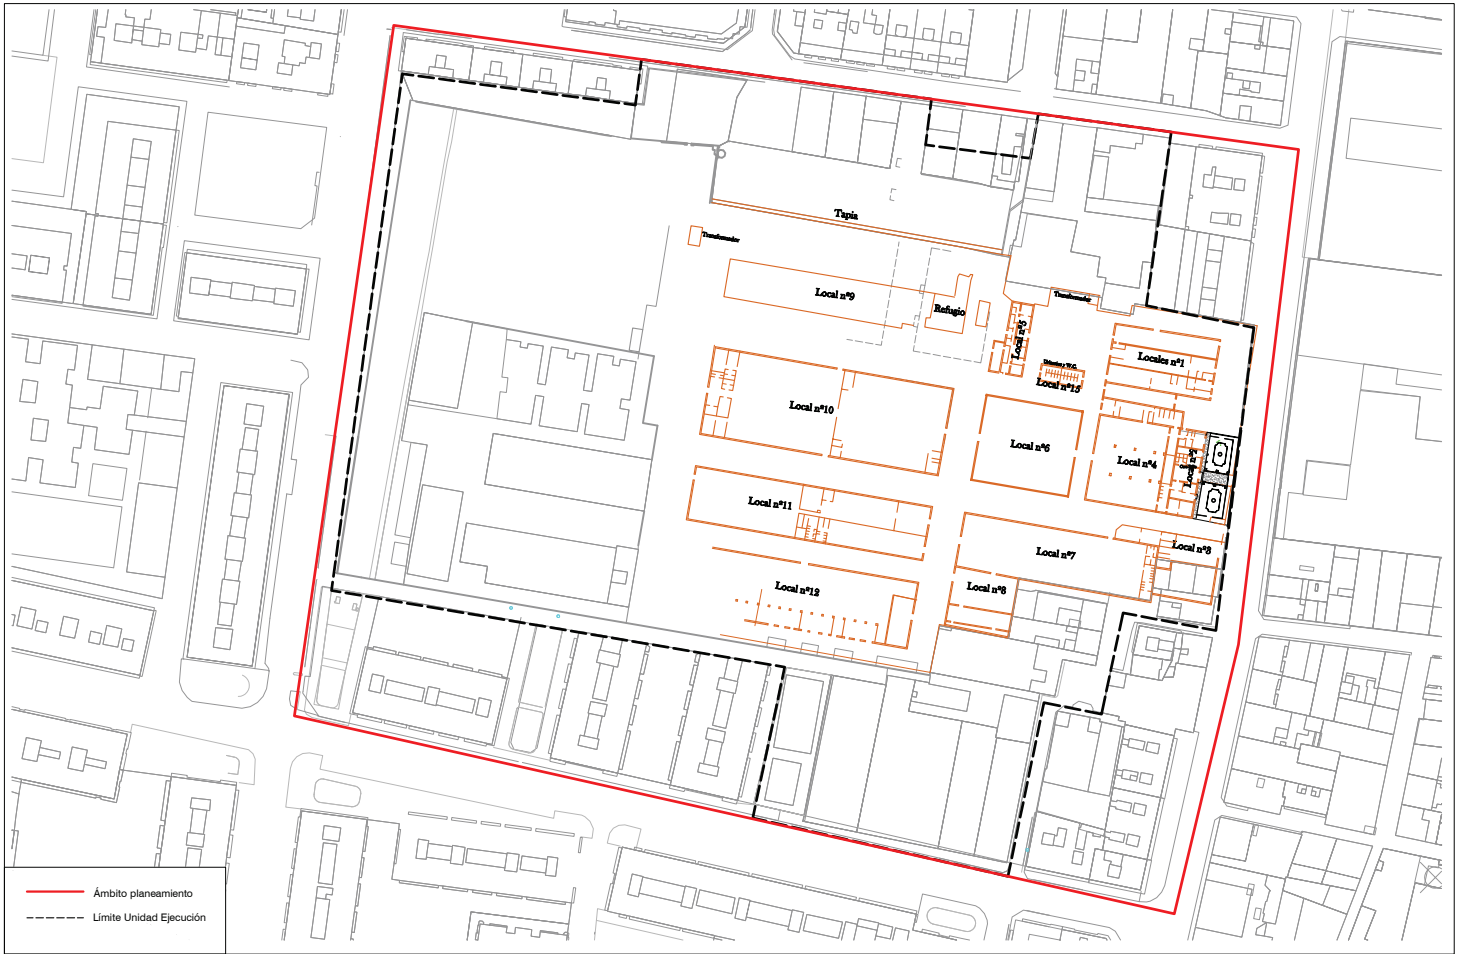 Tapia
Transformador
Local nº9
Refugio
Transformador
Local nº5
Locales nº1
Local nº15
Local nº10
Local nº6
Local nº4
Local nº2
Local nº11
Local nº7
Local nº3
Local nº12
Local nº8
Ámbito planeamiento
Límite Unidad Ejecución